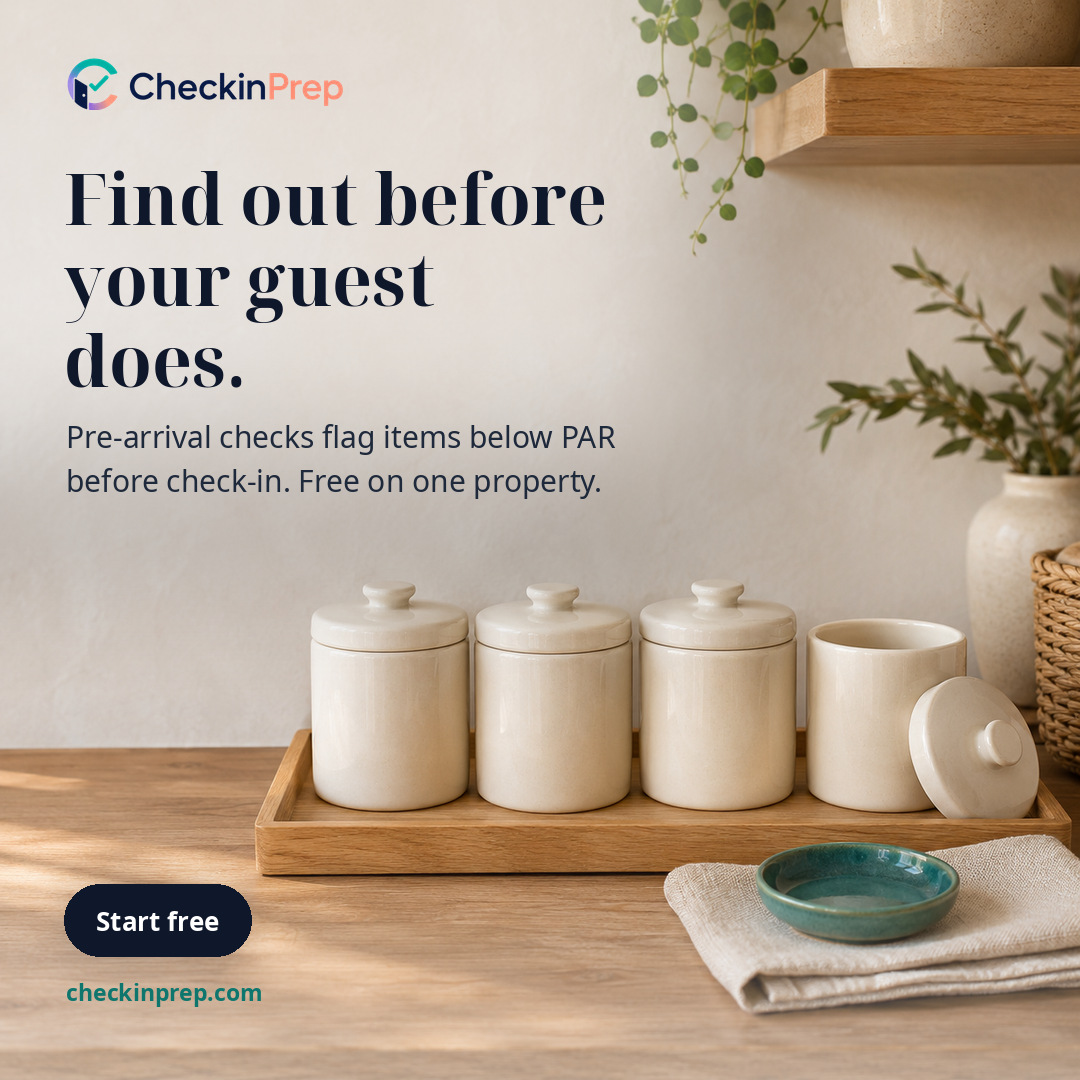 CheckinPrep
Find out before
your guest
does.
Pre-arrival checks flag items below PAR
before check-in. Free on one property.
Start free
checkinprep.com